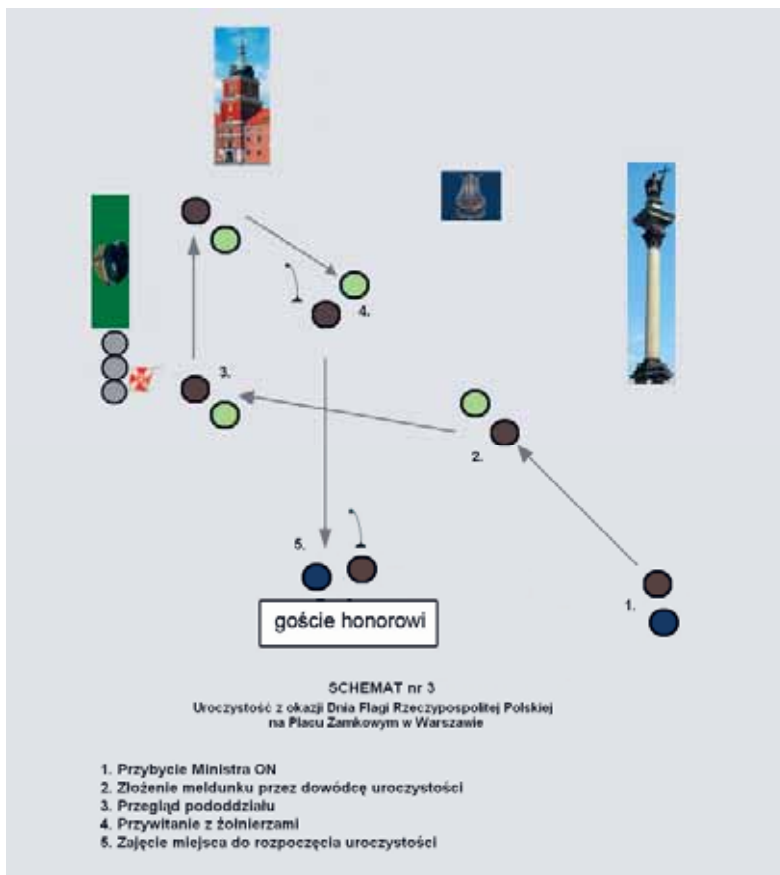 4.
3.
2.
5.
1.
goście honorowi
SCHEMAT nr 3
Uroczystość z okazji Dnia Flagi Rzeczypospolitej Polskiej
na Placu Zamkowym w Warszawie
1. Przybycie Ministra ON
2. Złożenie meldunku przez dowódcę uroczystości
3. Przegląd pododdziału
4. Przywitanie z żołnierzami
5. Zajęcie miejsca do rozpoczęcia uroczystości